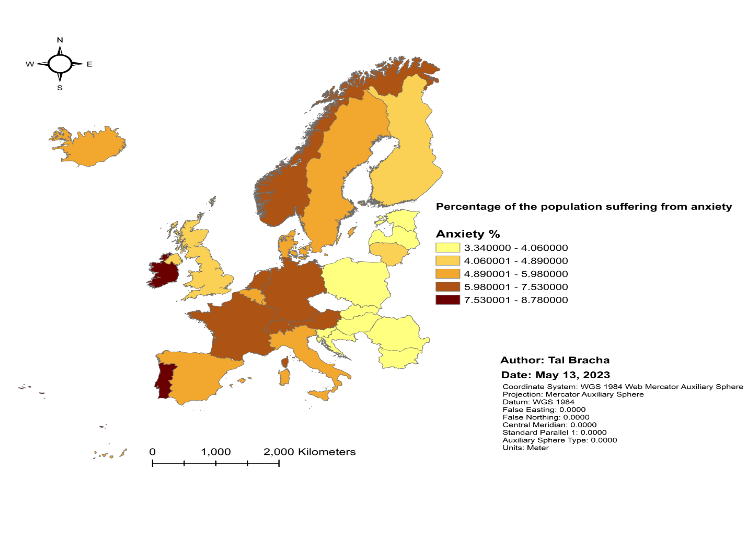 N
W E
S
Percentage of the population suffering from anxiety
Anxiety %
3.340000 - 4.060000
4.060001 - 4.890000
4.890001 - 5.980000
5.980001 - 7.530000
7.530001 - 8.780000
Author: Tal Bracha
Date: May 13, 2023
Coordinate System: WGS 1984 Web Mercator Auxiliary Sphere
Projection: Mercator Auxiliary Sphere
Datum: WGS 1984
False Easting: 0.0000
False Northing: 0.0000
Central Meridian: 0.0000
Standard Parallel 1: 0.0000
Auxiliary Sphere Type: 0.0000
Units: Meter
0 1,000 2,000 Kilometers